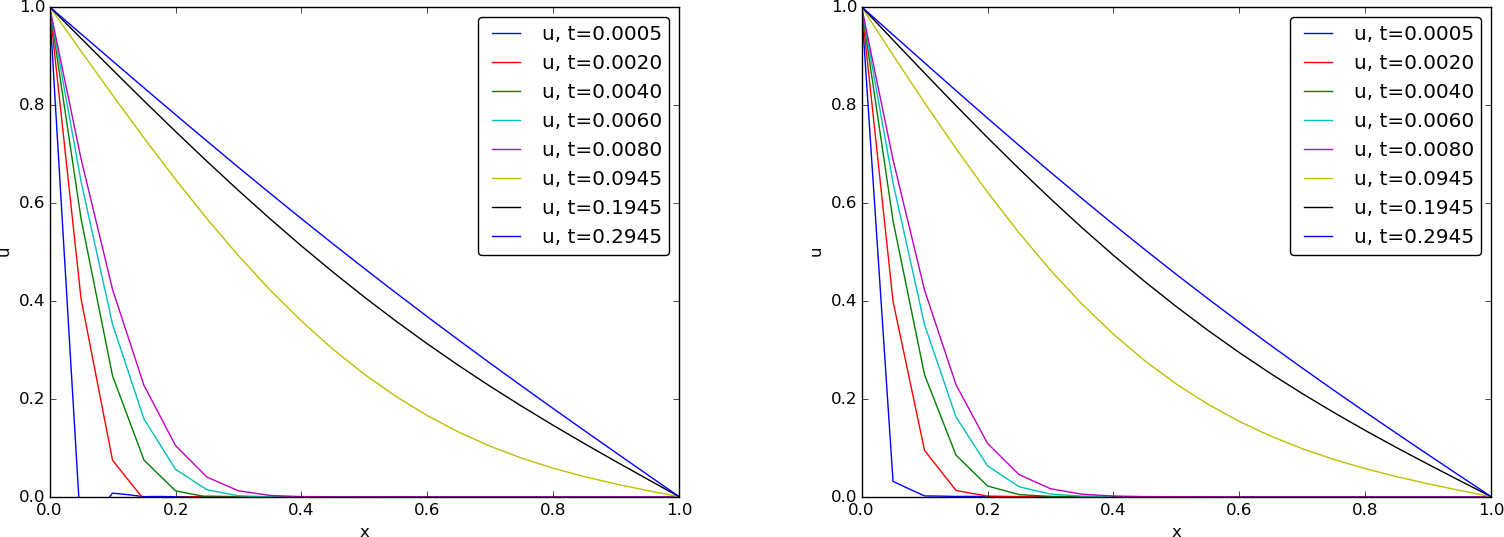 1.0
0.8
0.6
0.4
0.2
0.0
u
0.0 0.2 0.4 0.6 0.8 1.0
x
u, t=0.0005
u, t=0.0020
u, t=0.0040
u, t=0.0060
u, t=0.0080
u, t=0.0945
u, t=0.1945
u, t=0.2945
1.0
0.8
0.6
0.4
0.2
0.0
u
0.0 0.2 0.4 0.6 0.8 1.0
x
u, t=0.0005
u, t=0.0020
u, t=0.0040
u, t=0.0060
u, t=0.0080
u, t=0.0945
u, t=0.1945
u, t=0.2945